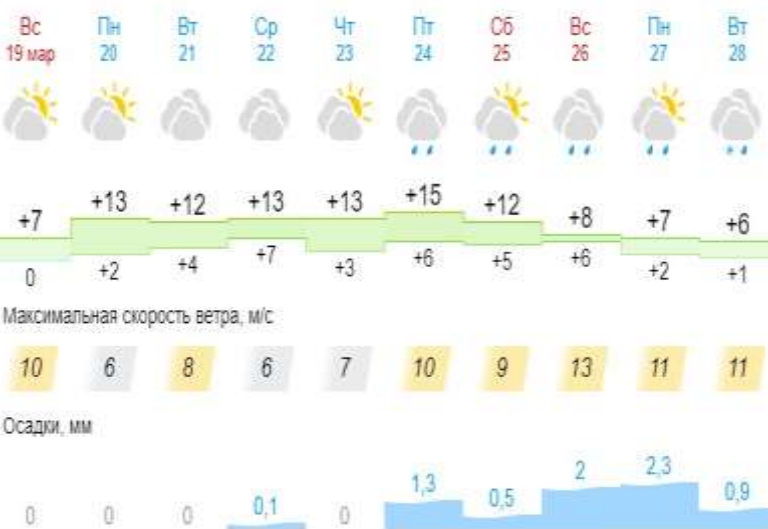 Вс Пн Вт Ср Чт Пт Сб Вс Пн Вт
19 мар 20 21 22 23 24 25 26 27 28
+7 +13 +12 +13 +13 +15 +12 +8 +7 +6
0 +2 +4 +7 +3 +6 +5 +6 +2 +1
Максимальная скорость ветра, м/с
10 6 8 6 7 10 9 13 11 11
Осадки, мм
0 0 0 0,1 0 1,3 0,5 2 2,3 0,9